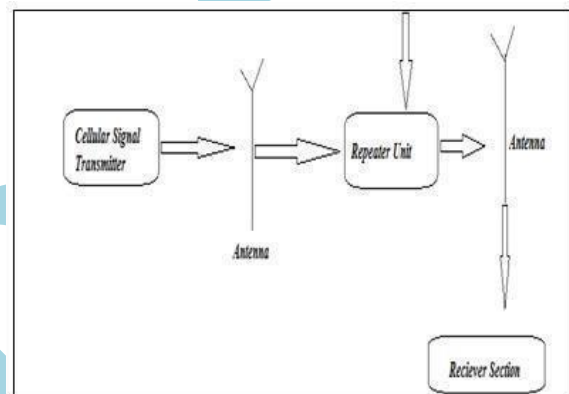 Cellular Signal
Transmitter
Antenna
Repeater Unit
Antenna
Reciever Section